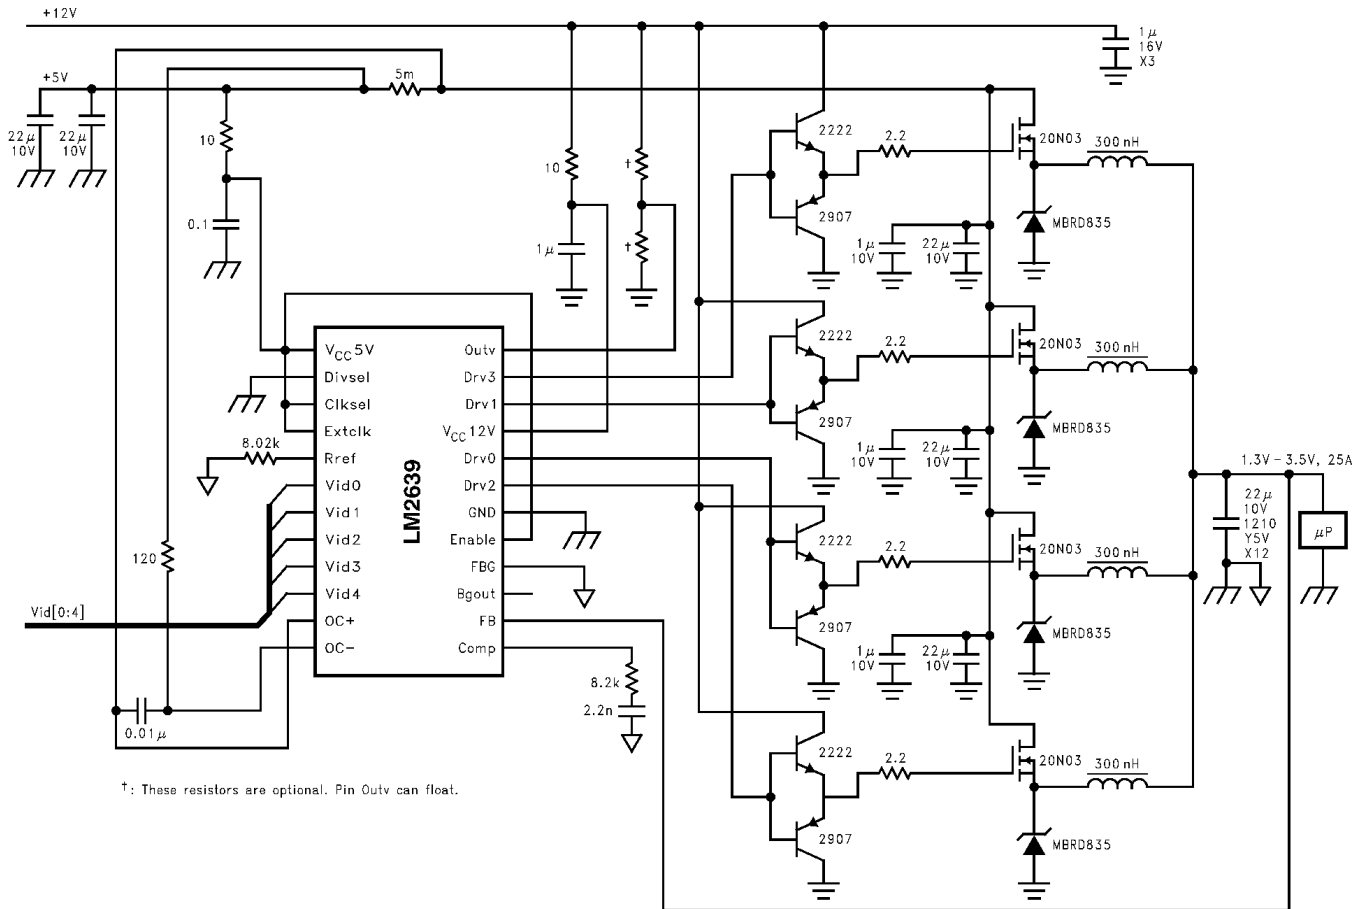 +12V
1μ
16V
X3
+5V
5m
22μ
10V
22μ
10V
10
0.1
10
1μ
†
†
2222
2907
2.2
20N03
300 nH
MBRD835
1μ
10V
22μ
10V
2222
2907
2.2
20N03
300 nH
MBRD835
1μ
10V
22μ
10V
2222
2907
2.2
20N03
300 nH
MBRD835
1μ
10V
22μ
10V
2222
2907
2.2
20N03
300 nH
MBRD835
LM2639
VCC 5V
Divsel
Clksel
Extclk
Rref
Vid0
Vid1
Vid2
Vid3
Vid4
OC+
OC-
Outv
Drv3
Drv1
VCC 12V
Drv0
Drv2
GND
Enable
FBG
Bgout
FB
Comp
8.02k
120
Vid[0:4]
0.01μ
8.2k
2.2n
1.3V – 3.5V, 25A
22μ
10V
1210
Y5V
X12
μP
†: These resistors are optional. Pin Outv can float.